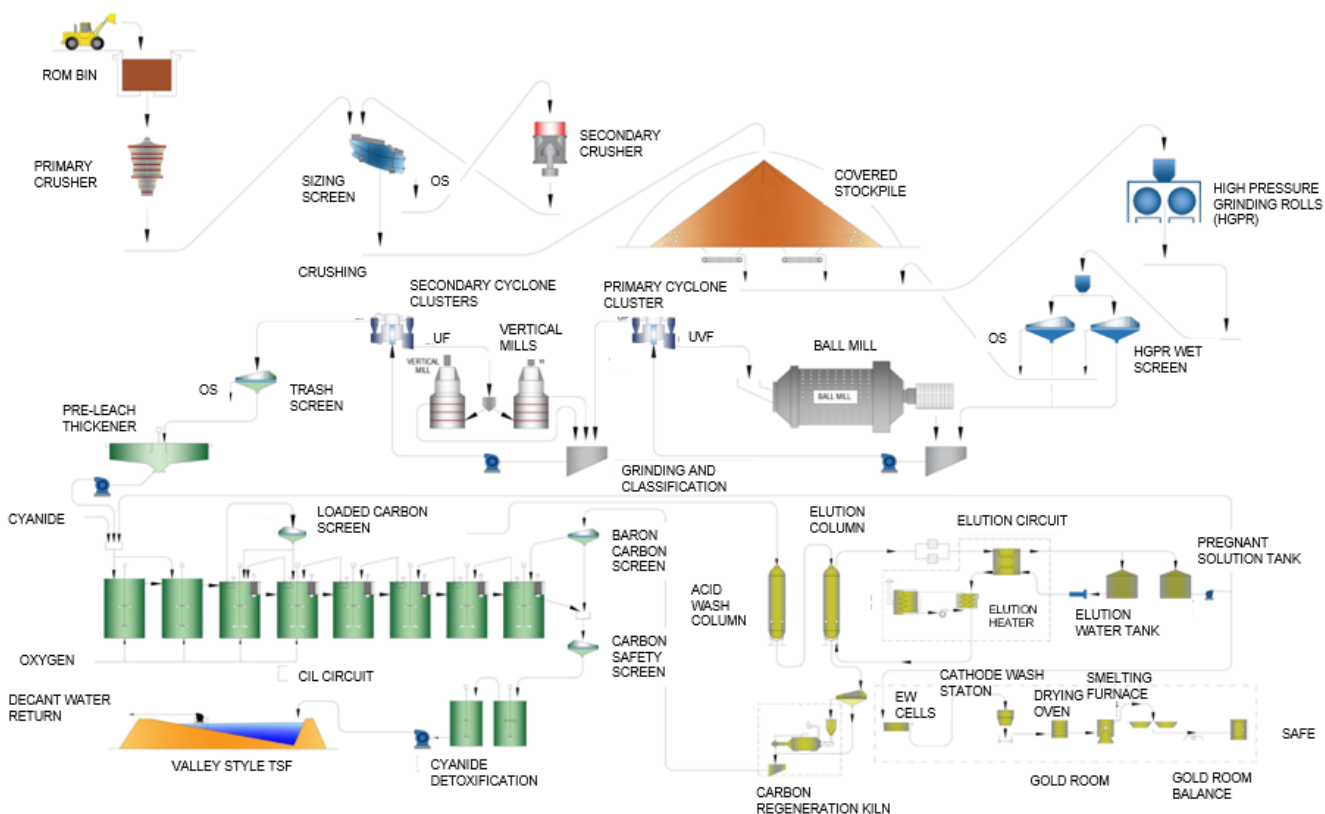 ROM BIN
PRIMARY
CRUSHER
SIZING
SCREEN
OS
SECONDARY
CRUSHER
COVERED
STOCKPILE
HIGH PRESSURE
GRINDING ROLLS
(HGPR)
CRUSHING
SECONDARY CYCLONE
CLUSTERS
UF
VERTICAL
MILLS
VERTICAL
MILL
PRIMARY CYCLONE
CLUSTER
UVF
BALL MILL
BALL MILL
OS
HGPR WET
SCREEN
OS
TRASH
SCREEN
PRE-LEACH
THICKENER
GRINDING AND
CLASSIFICATION
CYANIDE
LOADED CARBON
SCREEN
BARON
CARBON
SCREEN
ELUTION
COLUMN
ELUTION CIRCUIT
PREGNANT
SOLUTION TANK
ACID
WASH
COLUMN
ELUTION
HEATER
ELUTION
WATER TANK
OXYGEN
CIL CIRCUIT
CARBON
SAFETY
SCREEN
DECANT WATER
RETURN
VALLEY STYLE TSF
CYANIDE
DETOXIFICATION
CARBON
REGENERATION KILN
EW
CELLS
CATHODE WASH
STATON
DRYING
OVEN
SMELTING
FURNACE
SAFE
GOLD ROOM
GOLD ROOM
BALANCE